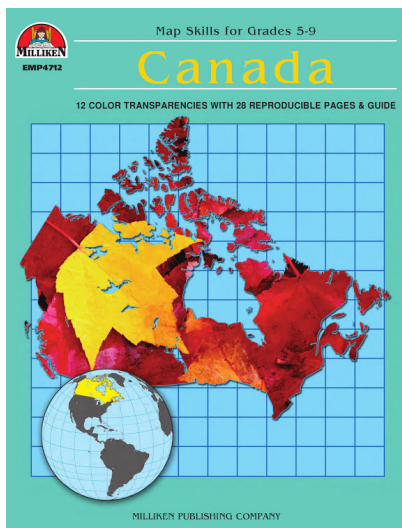 Map Skills for Grades 5-9
MILLIKEN
EMP4712
Canada
12 COLOR TRANSPARENCIES WITH 28 REPRODUCIBLE PAGES & GUIDE
MILLIKEN PUBLISHING COMPANY